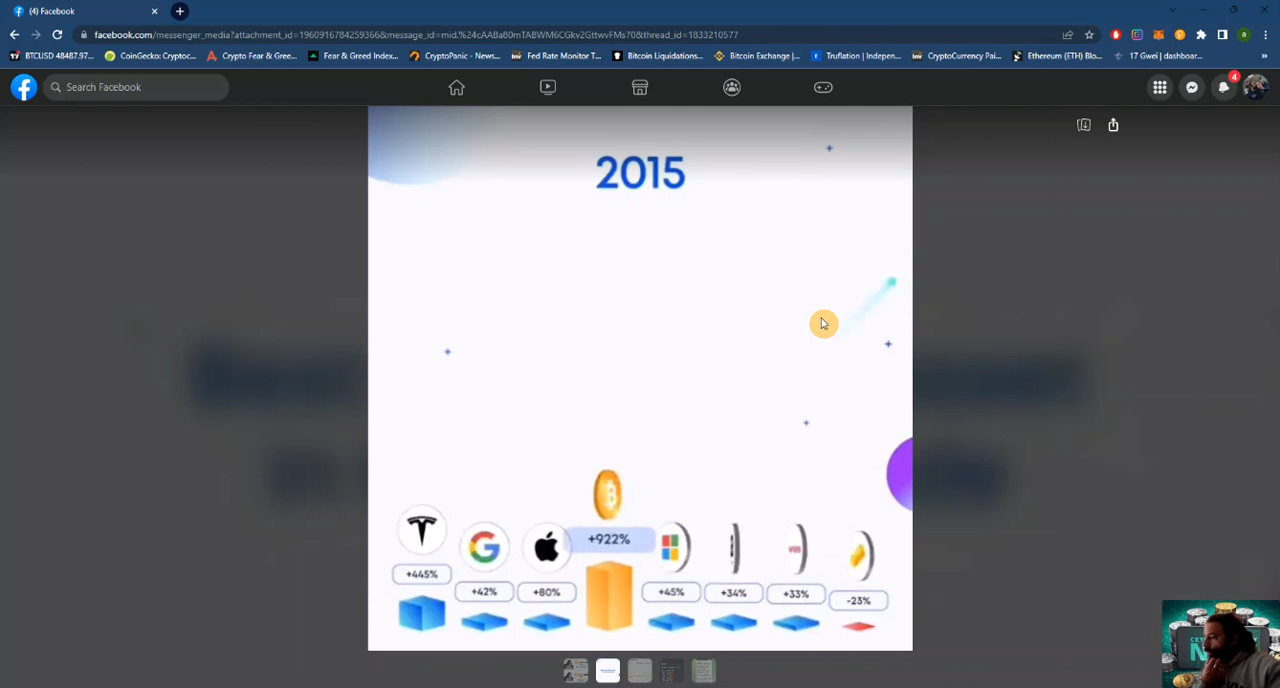 (4) Facebook
facebook.com/messenger_media?attachment_id=1960916784259366&message_id=mid.%24cAABa80mTABWM6CGkv2GttwvFMs70&thread_id=1833210577
BTCUSD 48487.97...
CoinGecko: Cryptoc...
Crypto Fear & Gree...
Fear & Greed Index...
CryptoPanic - News...
Fed Rate Monitor T...
Bitcoin Liquidations...
Bitcoin Exchange |...
Truflation | Indepen...
CryptoCurrency Pai...
Ethereum (ETH) Blo...
17 Gwei | dashboar...
Search Facebook
4
2015
+922%
+445%
+42%
+80%
+45%
+34%
+33%
-23%